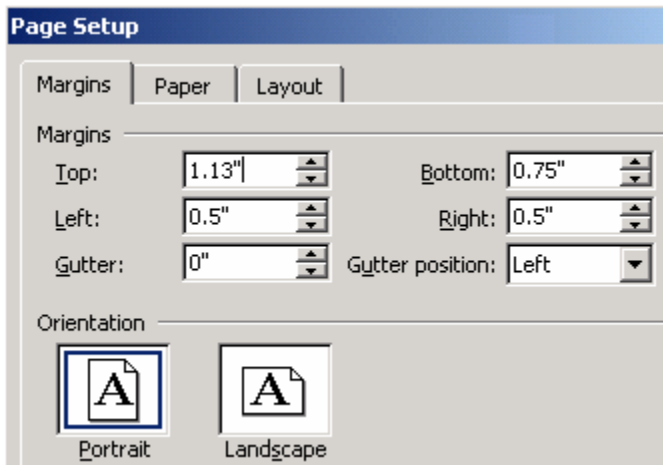 Page Setup
Margins Paper Layout
Margins
Top: 1.13" Bottom: 0.75"
Left: 0.5" Right: 0.5"
Gutter: 0" Gutter position: Left
Orientation
A A
Portrait Landscape